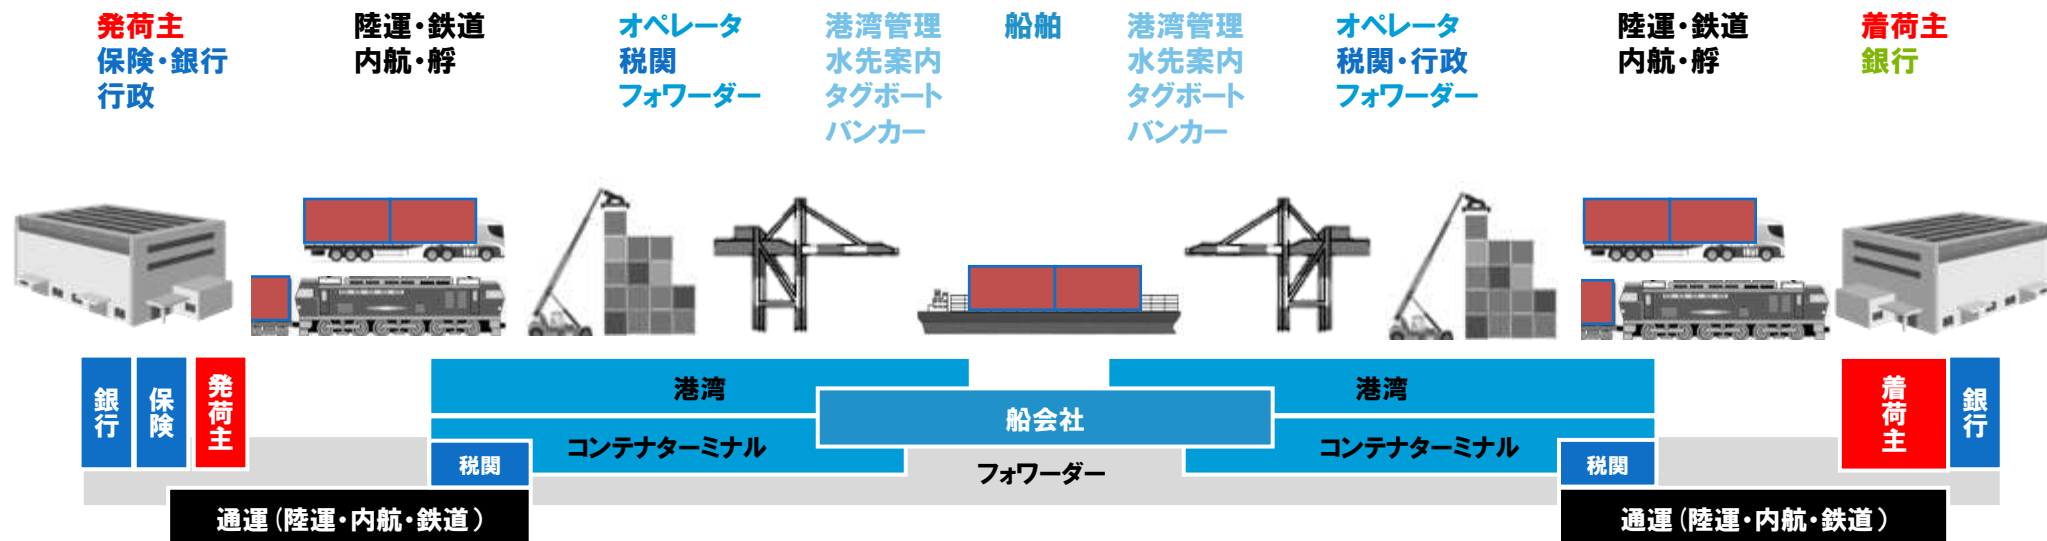 発荷主
保険・銀行
行政
陸運・鉄道
内航・艀
オペレータ
税関
フォワーダー
港湾管理
水先案内
タグボート
バンカー
船舶
港湾管理
水先案内
タグボート
バンカー
オペレータ
税関・行政
フォワーダー
陸運・鉄道
内航・艀
着荷主
銀行
銀行
保険
発荷主
港湾
船会社
港湾
着荷主
銀行
コンテナターミナル
コンテナターミナル
税関
フォワーダー
税関
通運（陸運・内航・鉄道）
通運（陸運・内航・鉄道）